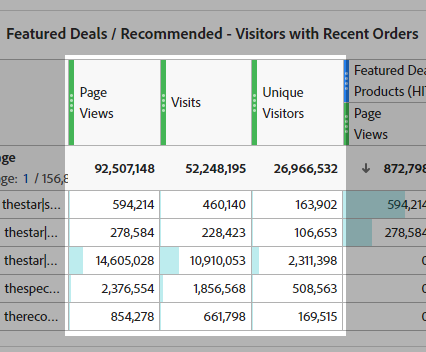 Featured Deals / Recommended - Visitors with Recent Orders
Page Views
Visits
Unique Visitors
Featured Dea
Products (HI
Page Views
age
ge: 1 / 156,8
92,507,148 52,248,195 26,966,532 ↓ 872,798
thestar|s... 594,214 460,140 163,902 594,214
thestar|... 278,584 228,423 106,653 278,584
thestar|... 14,605,028 10,910,053 2,311,398 0
thespec... 2,376,554 1,856,568 508,563 0
thereco... 854,278 661,798 169,515 0